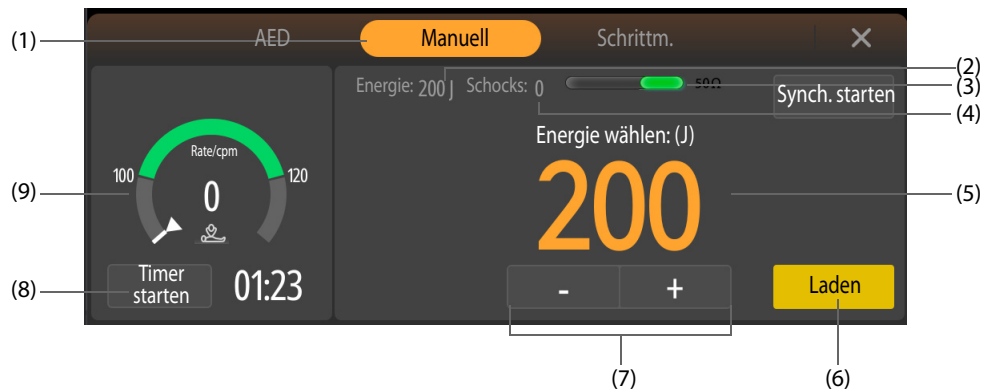 (1) AED Manuell Schrittm.
(2)
Energie: 200 J Schocks: 0 50Ω (3)
Synch. starten
(4)
Energie wählen: (J)
Rate/cpm
100 120
(9) 0 200 (5)
Timer
starten
(8) 01:23 - + Laden
(7) (6)